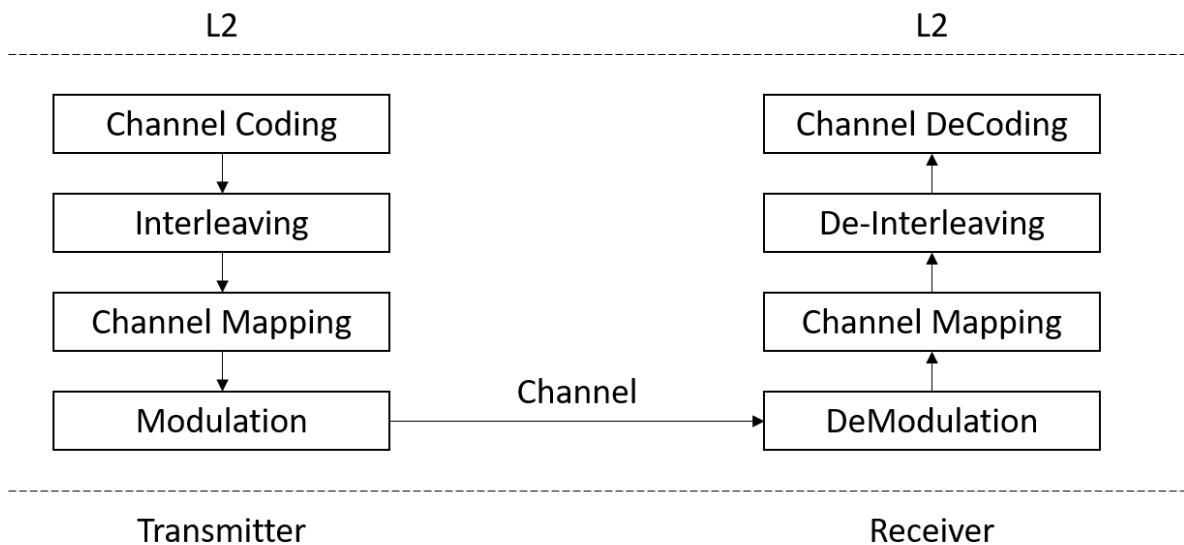 L2
L2
Channel Coding
Channel DeCoding
Interleaving
De-Interleaving
Channel Mapping
Channel Mapping
Channel
Modulation
DeModulation
Transmitter
Receiver